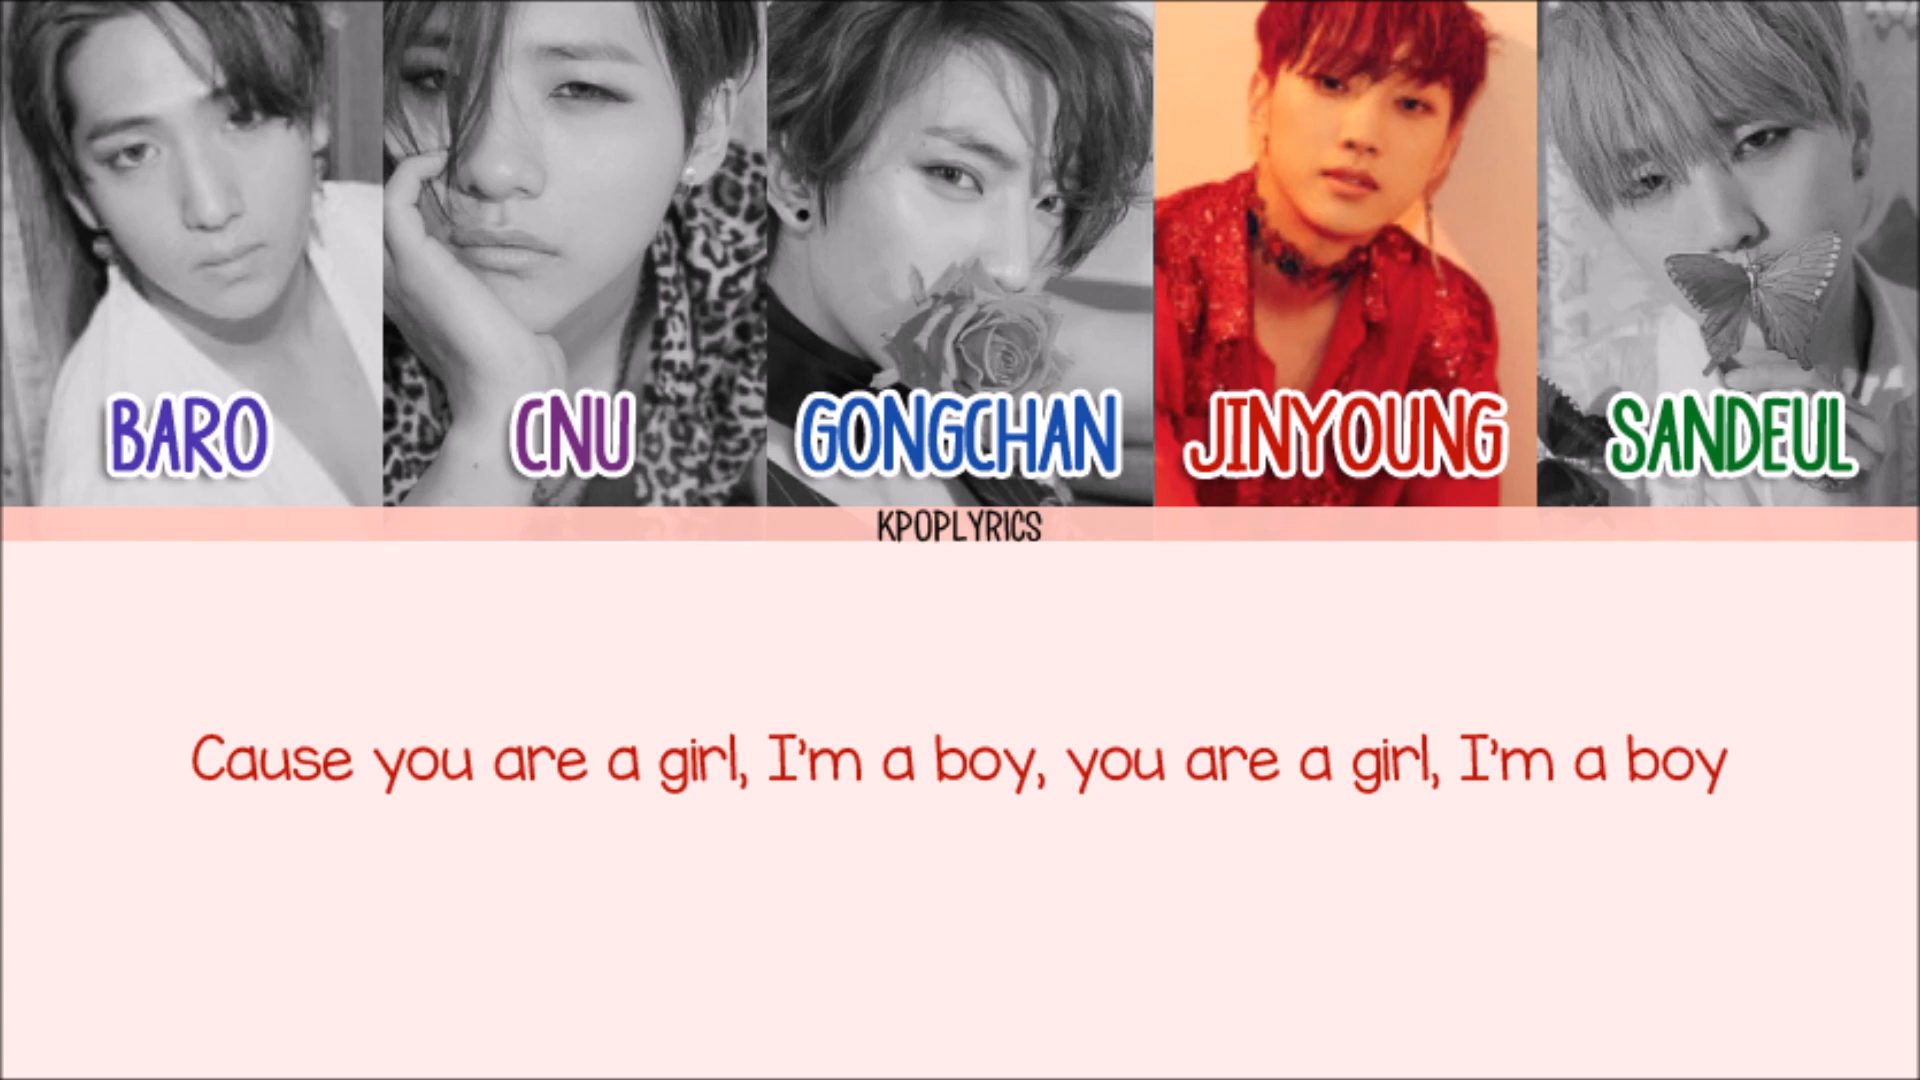 BARO
CNU
GONGCHAN
JINYOUNG
SANDEUL
KPOPLYRICS
Cause you are a girl, I'm a boy, you are a girl, I'm a boy